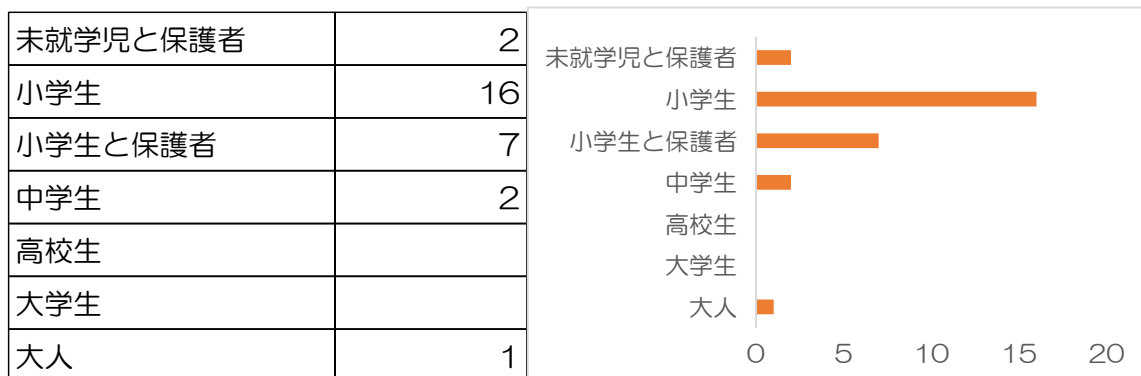 未就学児と保護者 2
小学生 16
小学生と保護者 7
中学生 2
高校生
大学生
大人 1
未就学児と保護者
小学生
小学生と保護者
中学生
高校生
大学生
大人
0 5 10 15 20